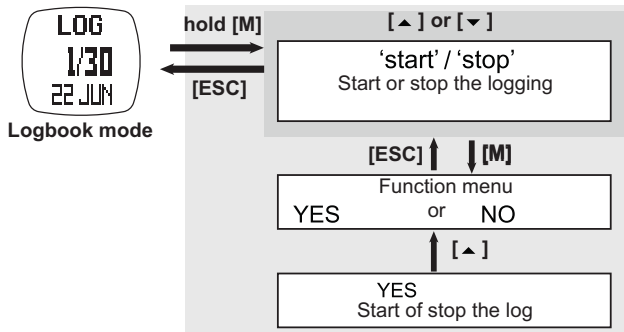 LOG
1/30
22 JUN
Logbook mode
hold [M]
[ESC]
[▲] or [▼]
'start' / 'stop'
Start or stop the logging
[ESC] [M]
Function menu
YES or NO
[▲]
YES
Start of stop the log